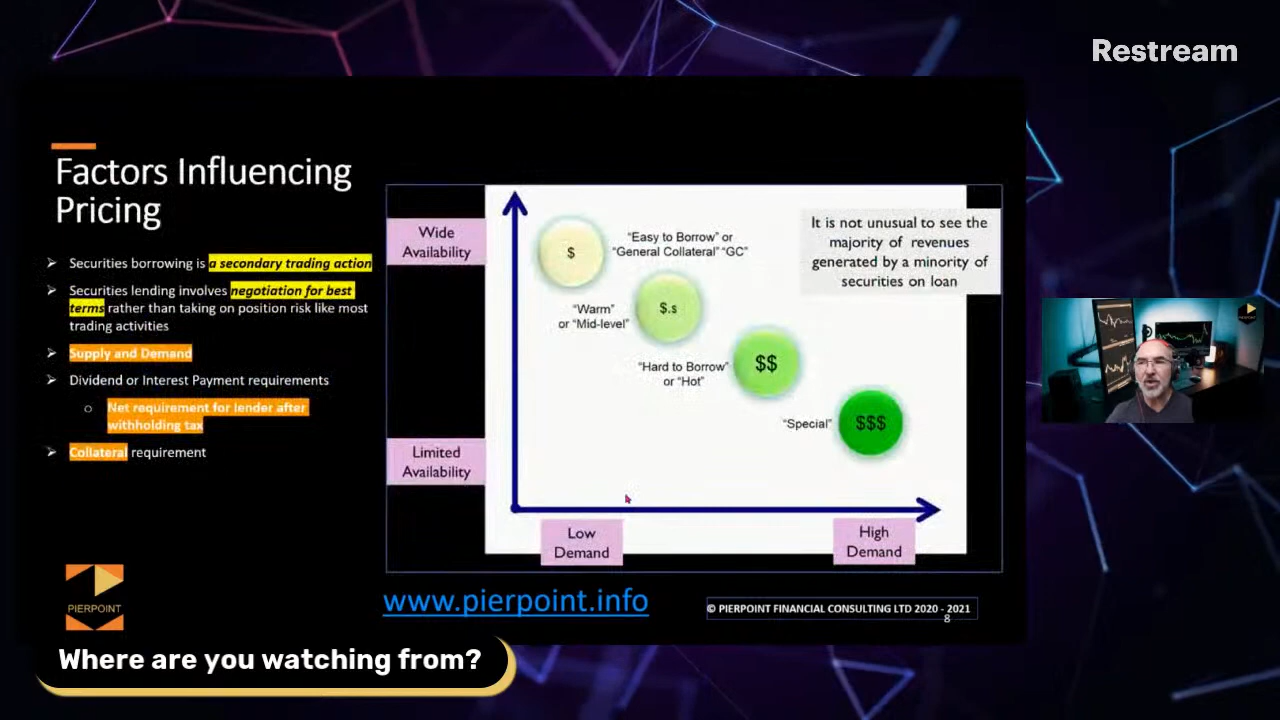 Restream
Factors Influencing
Pricing
Securities borrowing is a secondary trading action
Securities lending involves negotiation for best
terms rather than taking on position risk like most
trading activities
Supply and Demand
Dividend or Interest Payment requirements
Net requirement for lender after
withholding tax
Collateral requirement
Wide
Availability
Limited
Availability
$
“Easy to Borrow” or
“General Collateral” “GC”
$.$
“Warm”
or “Mid-level”
$$
“Hard to Borrow”
or “Hot”
$$$
“Special”
It is not unusual to see the
majority of revenues
generated by a minority of
securities on loan
Low
Demand
High
Demand
PIERPOINT
www.pierpoint.info
© PIERPOINT FINANCIAL CONSULTING LTD 2020 - 2021
8
Where are you watching from?